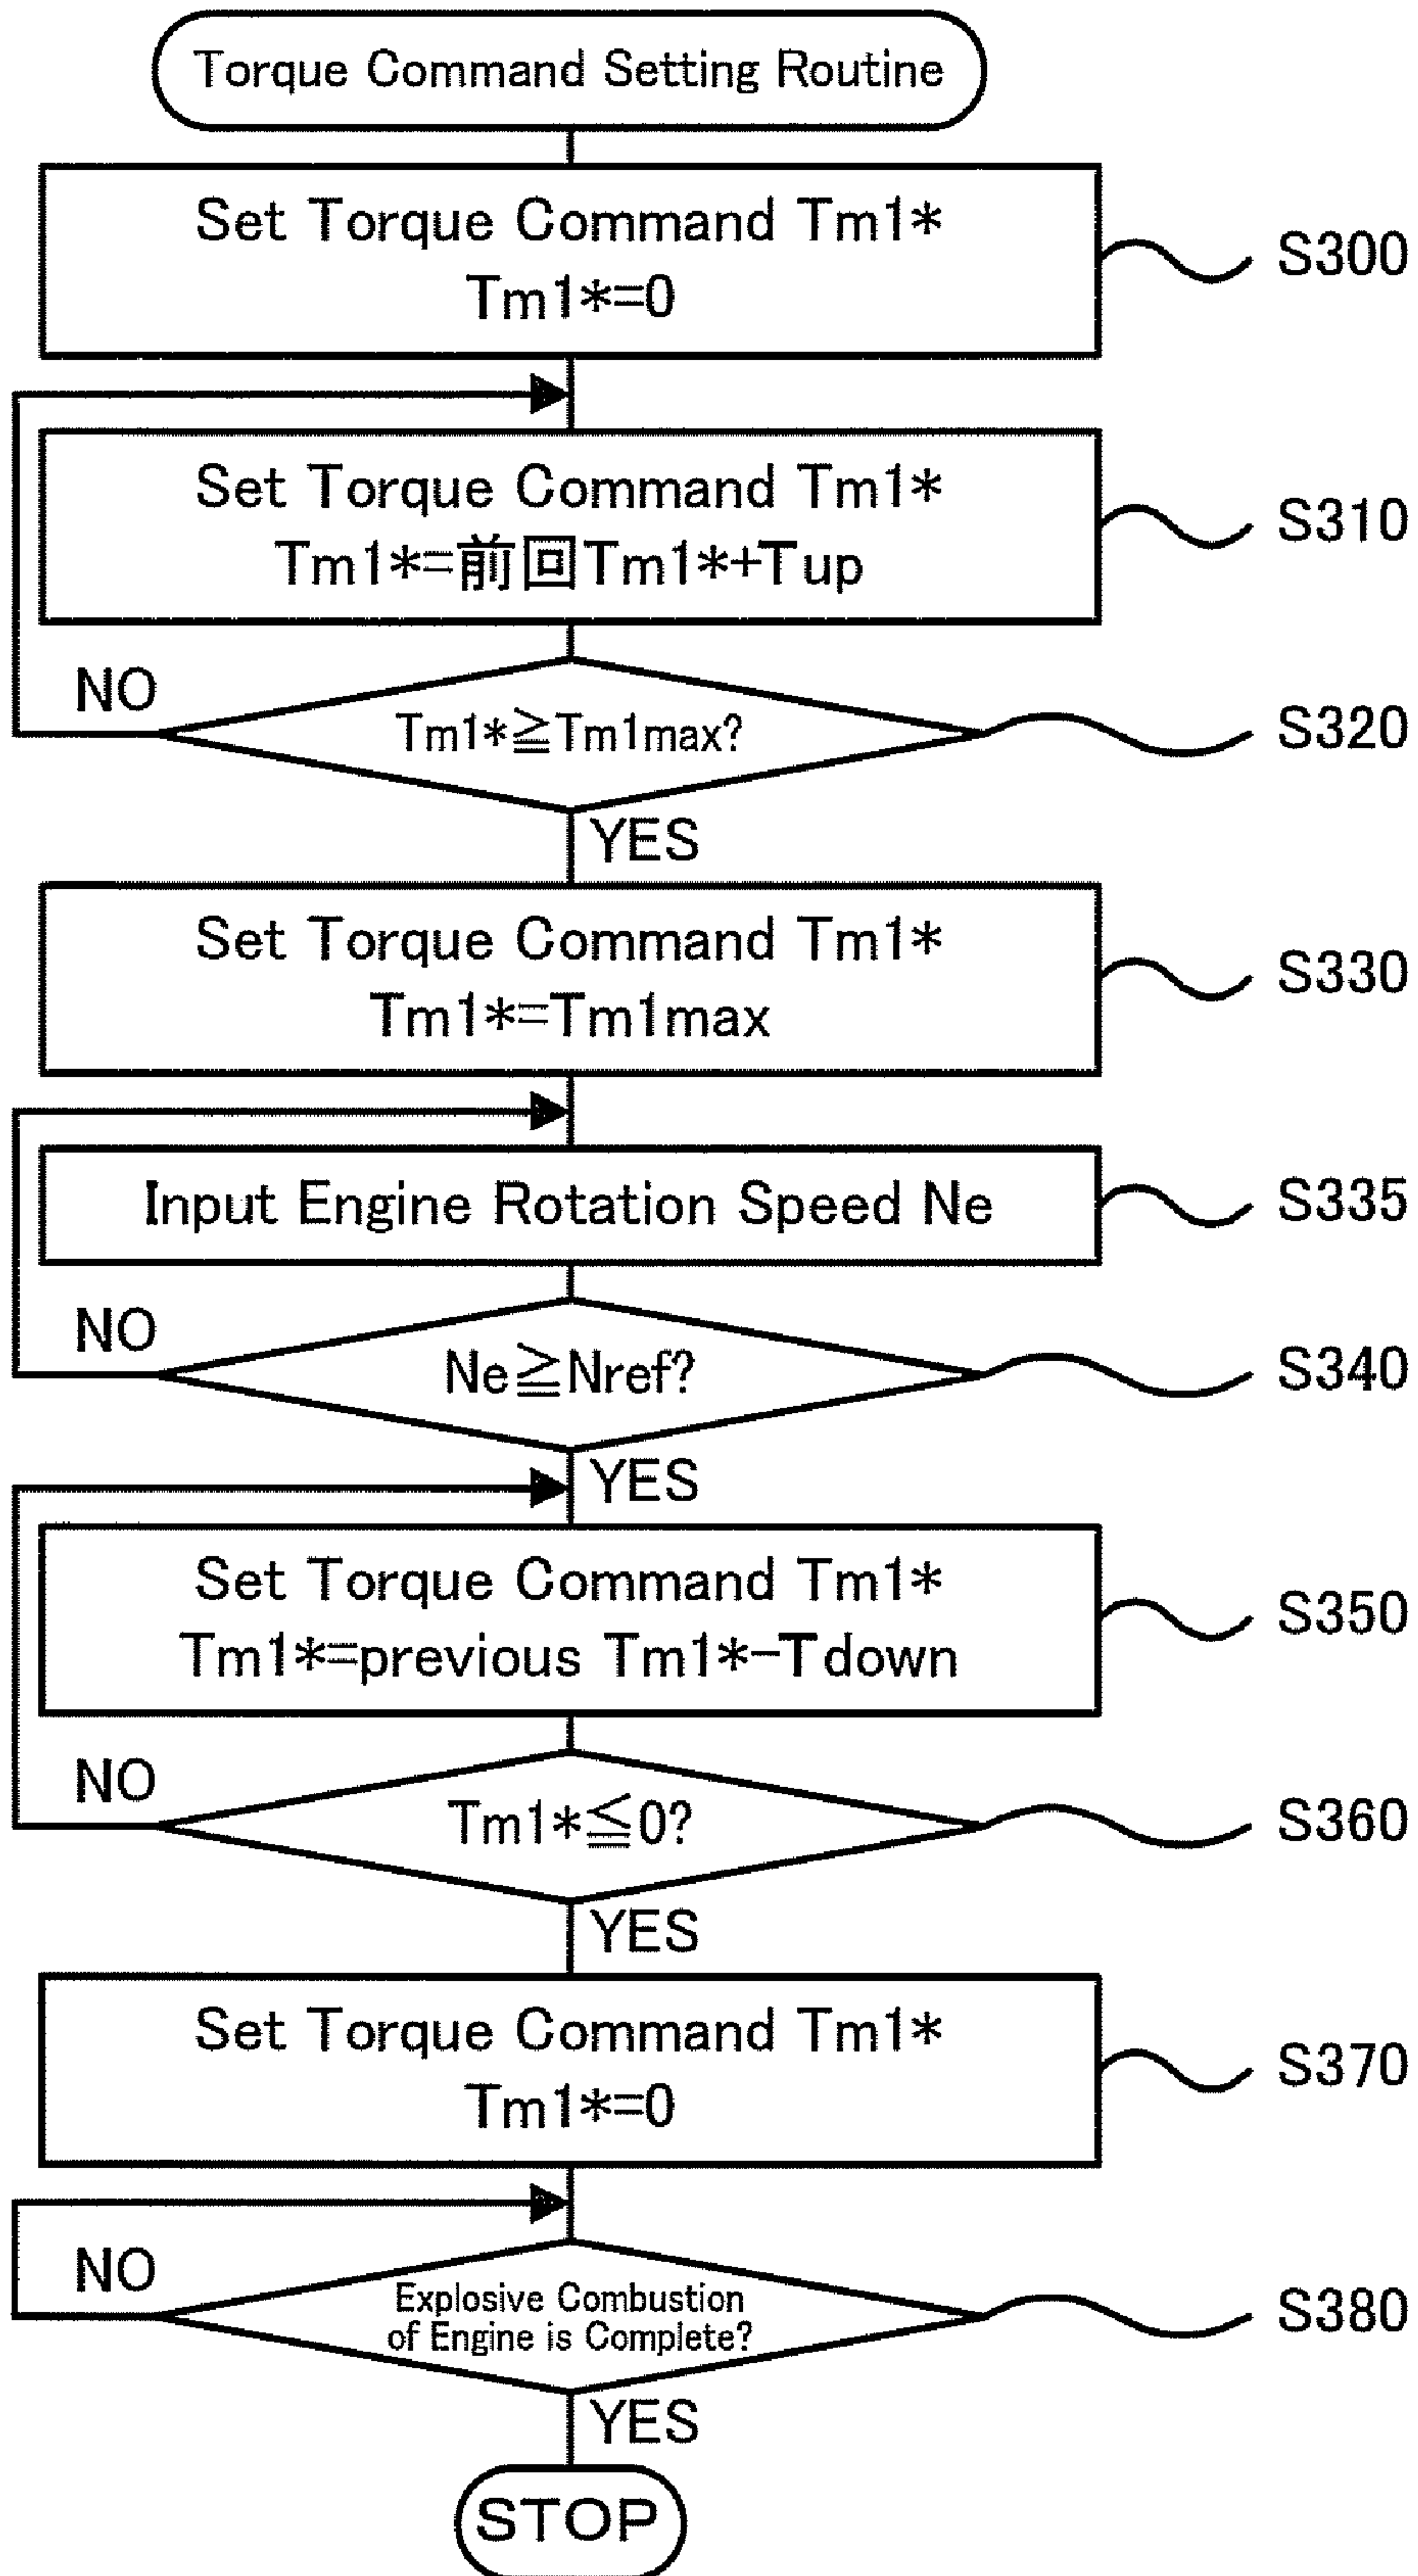 Torque Command Setting Routine
Set Torque Command Tm1*
Tm1*=0
S300
Set Torque Command Tm1*
Tm1*=前回Tm1*+Tup
S310
NO
Tm1*≧Tm1max?
S320
YES
Set Torque Command Tm1*
Tm1*=Tm1max
S330
Input Engine Rotation Speed Ne
S335
NO
Ne≧Nref?
S340
YES
Set Torque Command Tm1*
Tm1*=previous Tm1*-Tdown
S350
NO
Tm1*≦0?
S360
YES
Set Torque Command Tm1*
Tm1*=0
S370
NO
Explosive Combustion
of Engine is Complete?
S380
YES
STOP